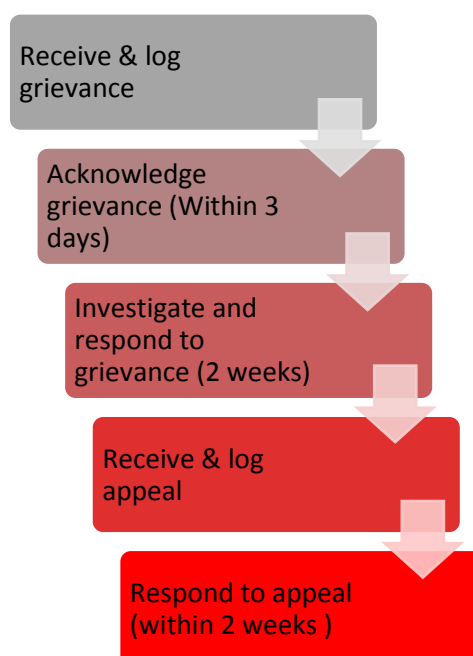 Receive & log
grievance
Acknowledge
grievance (Within 3
days)
Investigate and
respond to
grievance (2 weeks)
Receive & log
appeal
Respond to appeal
(within 2 weeks )